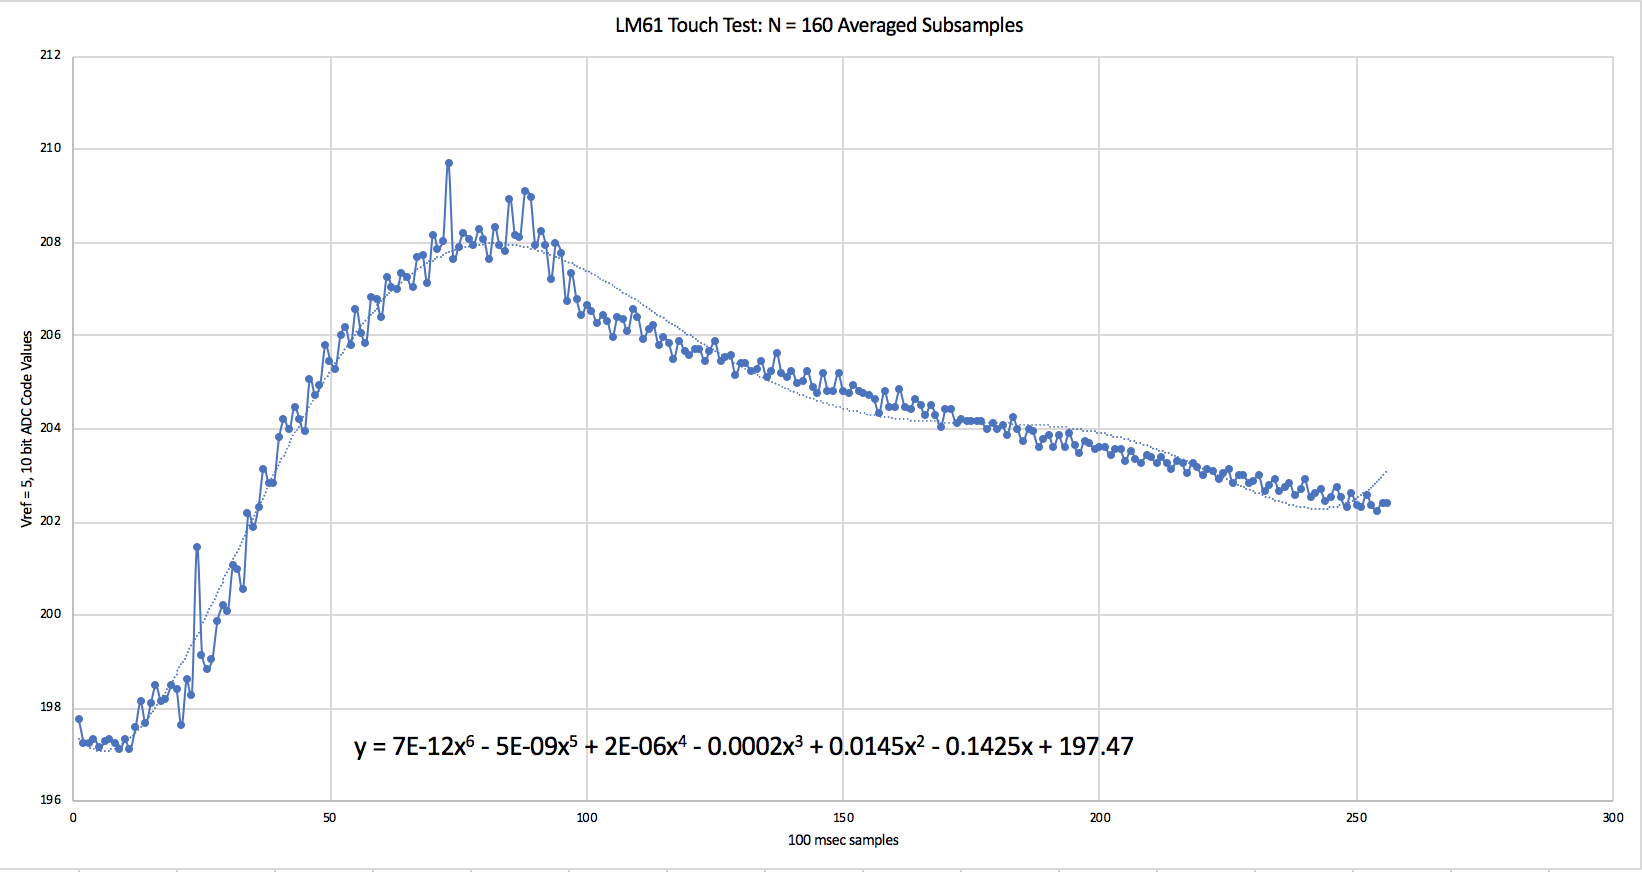 LM61 Touch Test: N = 160 Averaged Subsamples
212
210
208
206
204
202
200
198
196
Vref = 5, 10 bit ADC Code Values
y = 7E-12x⁶ - 5E-09x⁵ + 2E-06x⁴ - 0.0002x³ + 0.0145x² - 0.1425x + 197.47
0 50 100 150 200 250 300
100 msec samples